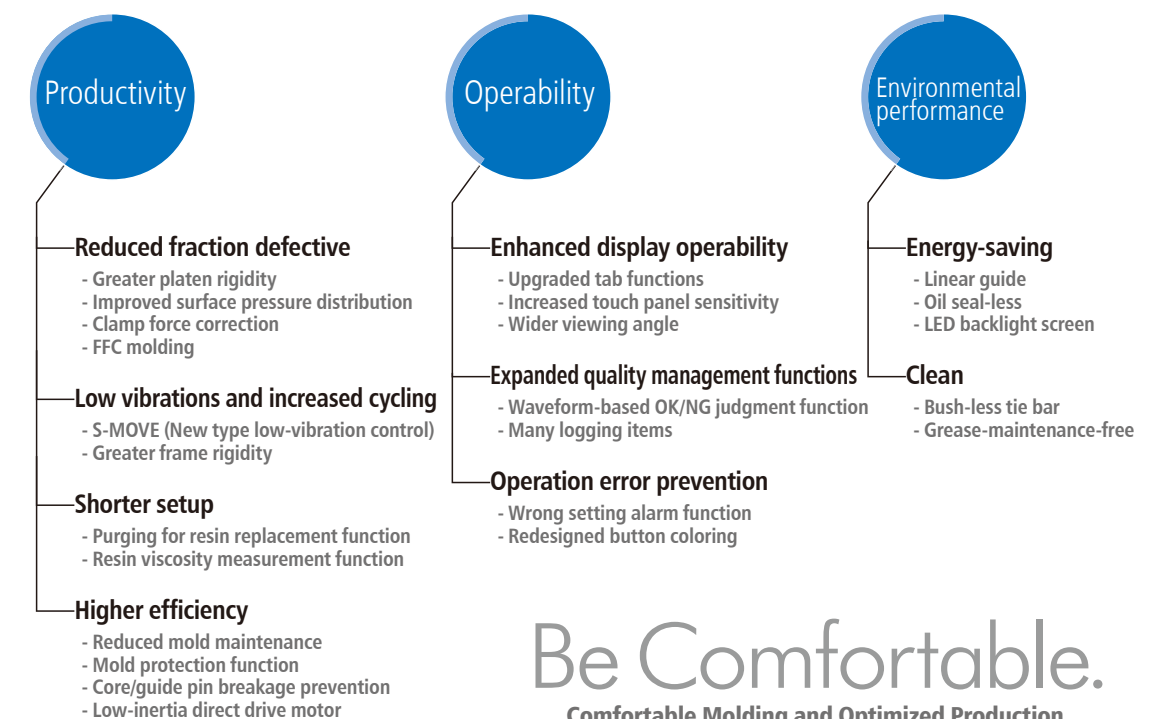 Productivity
Reduced fraction defective
- Greater platen rigidity
- Improved surface pressure distribution
- Clamp force correction
- FFC molding
Low vibrations and increased cycling
- S-MOVE (New type low-vibration control)
- Greater frame rigidity
Shorter setup
- Purging for resin replacement function
- Resin viscosity measurement function
Higher efficiency
- Reduced mold maintenance
- Mold protection function
- Core/guide pin breakage prevention
- Low-inertia direct drive motor
Operability
Enhanced display operability
- Upgraded tab functions
- Increased touch panel sensitivity
- Wider viewing angle
Expanded quality management functions
- Waveform-based OK/NG judgment function
- Many logging items
Operation error prevention
- Wrong setting alarm function
- Redesigned button coloring
Environmental
performance
Energy-saving
- Linear guide
- Oil seal-less
- LED backlight screen
Clean
- Bush-less tie bar
- Grease-maintenance-free
Be Comfortable.
Comfortable Molding and Optimized Production